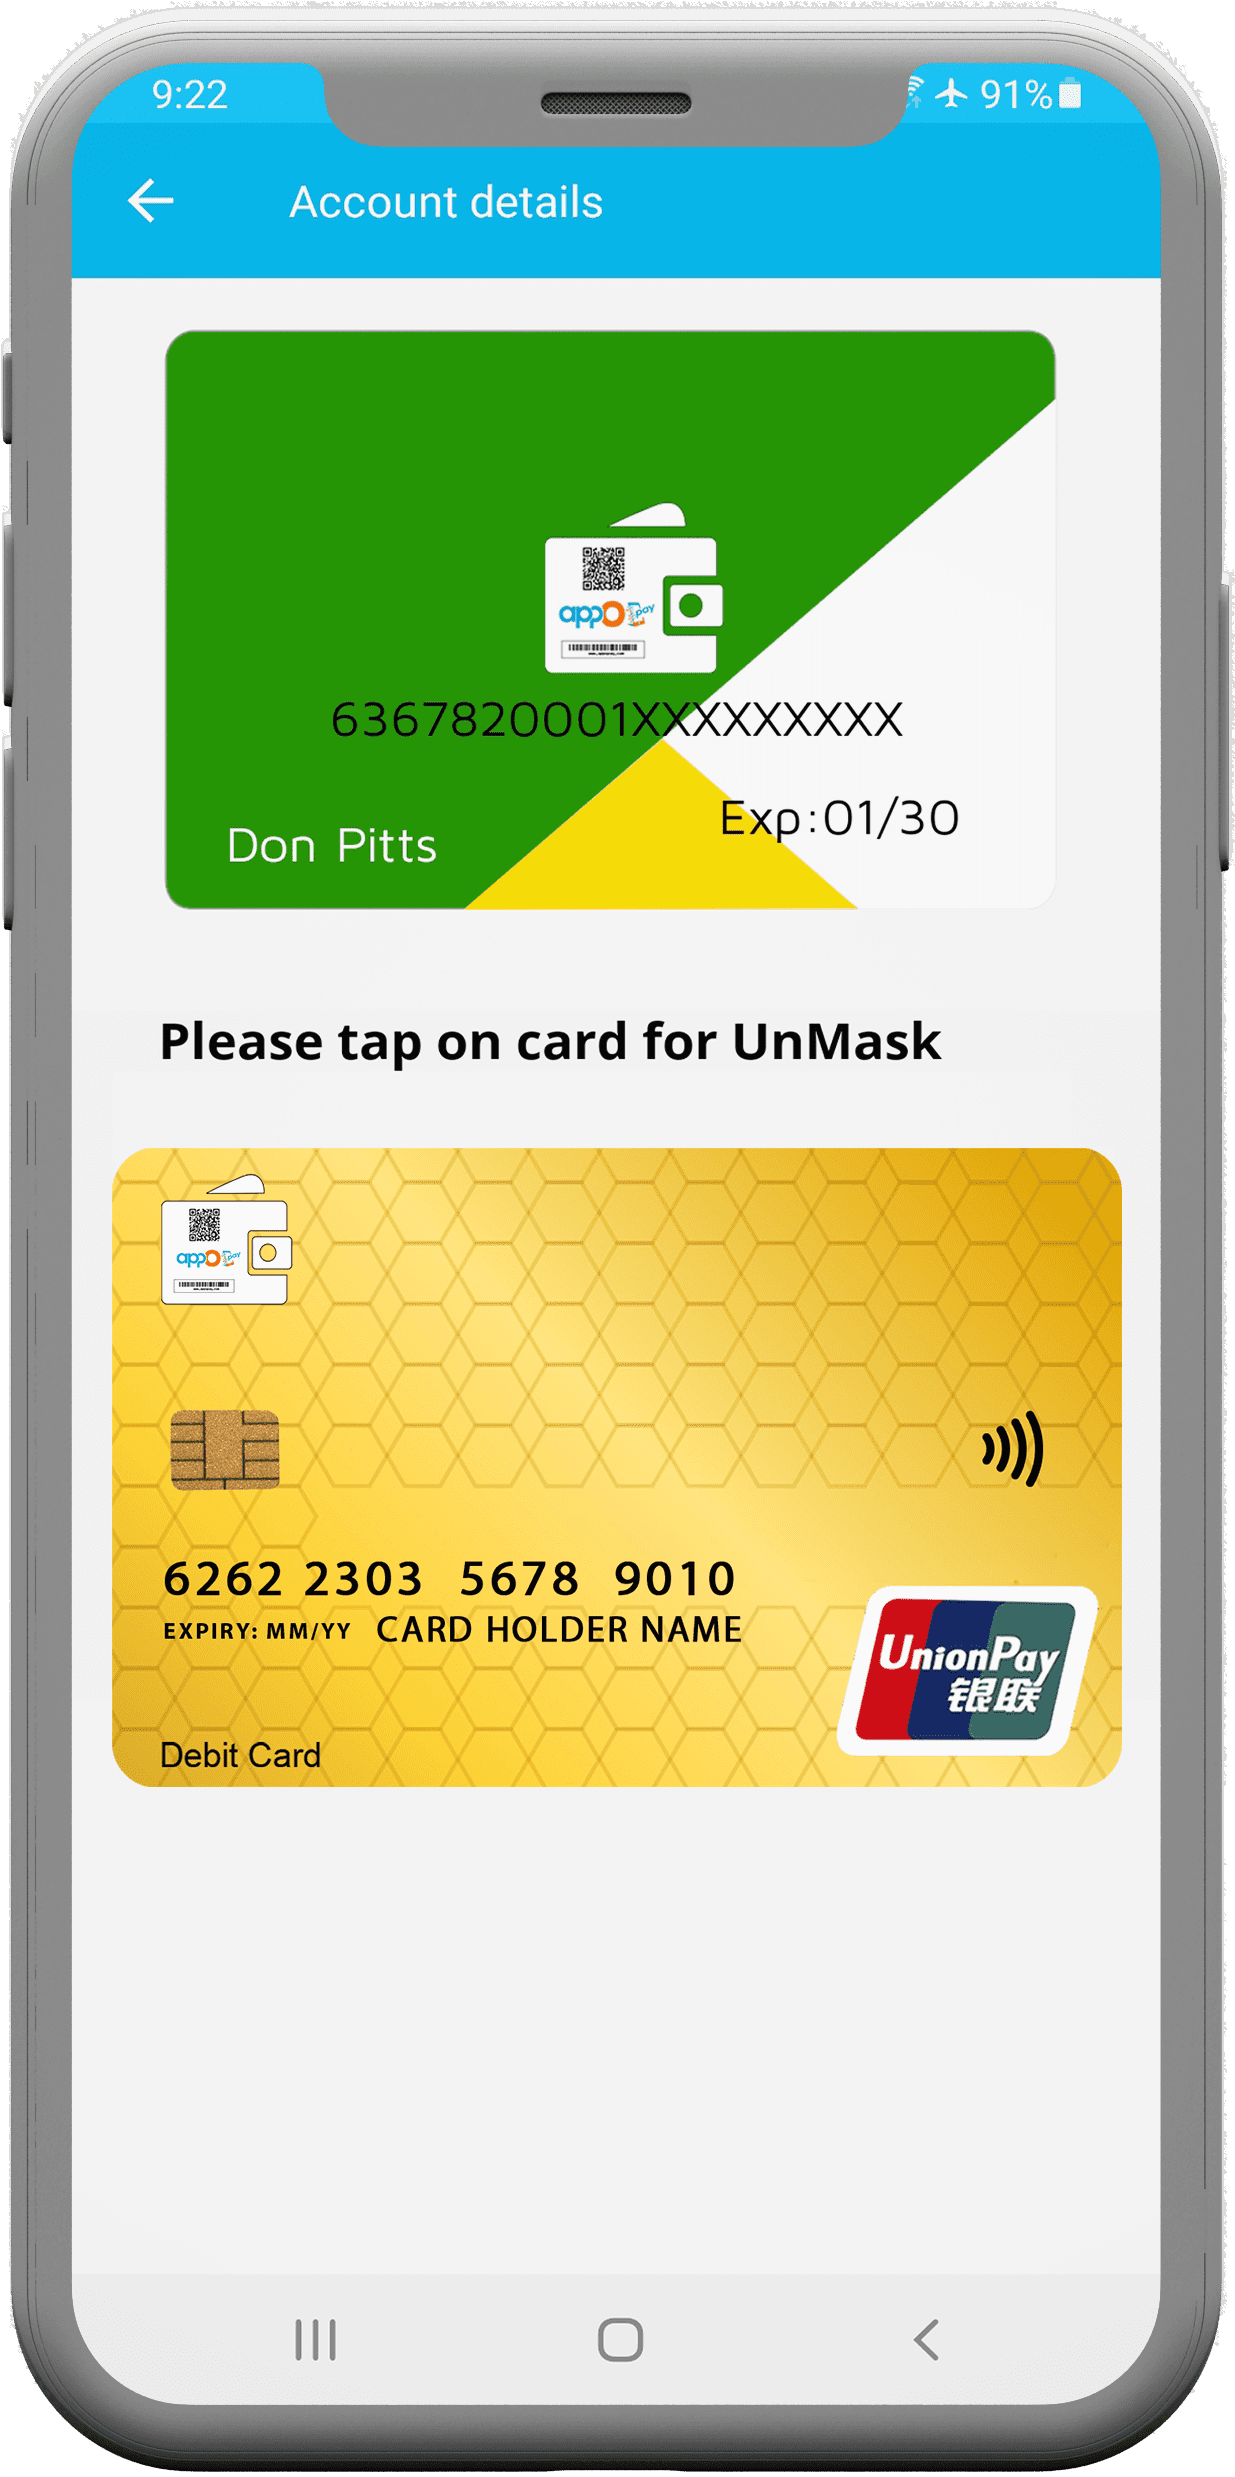 9:22 91%
Account details
appO pay
6367820001XXXXXXXXX
Exp:01/30
Don Pitts
Please tap on card for UnMask
appO pay
6262 2303 5678 9010
EXPIRY: MM/YY CARD HOLDER NAME
UnionPay
银联
Debit Card